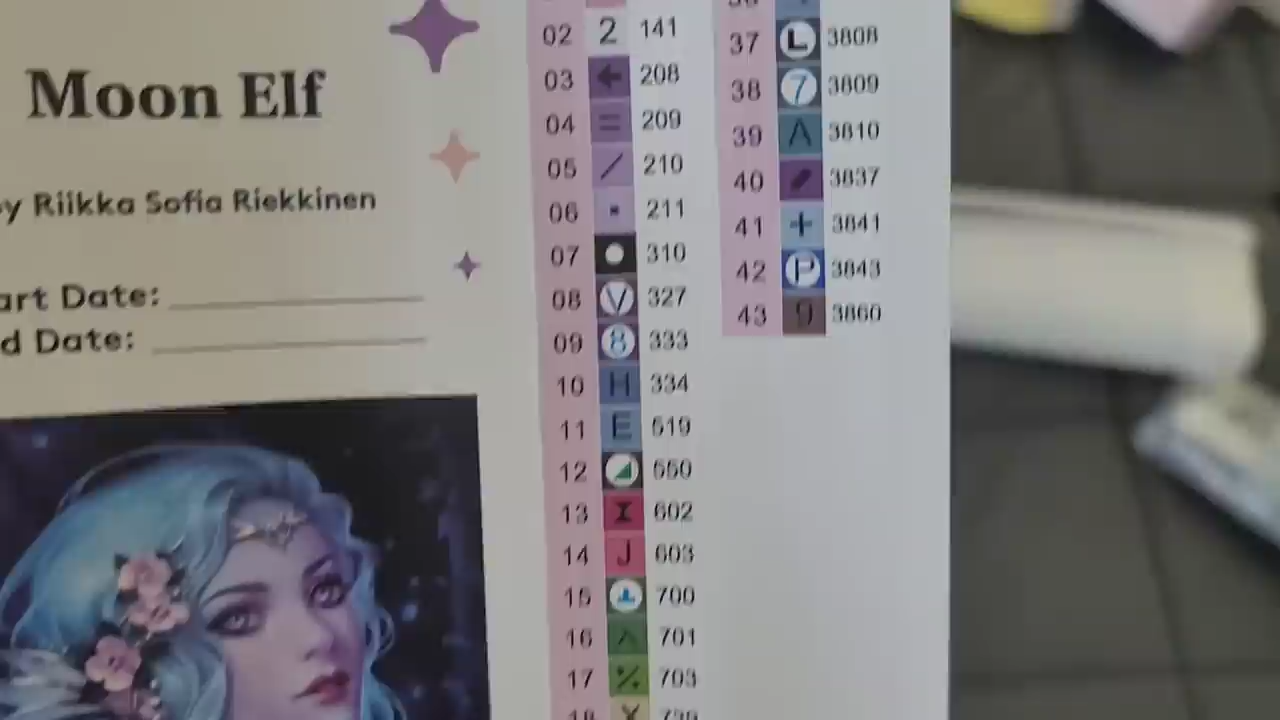 Moon Elf
y Riikka Sofia Riekkinen
art Date:
d Date:
02 2 141
03 208
04 = 209
05 / 210
06 211
07 310
08 V 327
09 8 333
10 H 334
11 E 519
12 550
13 I 602
14 J 603
15 700
16 701
17 703
18 Y 739
37 L 3808
38 7 3809
39 Λ 3810
40 3837
41 + 3841
42 P 3843
43 9 3860